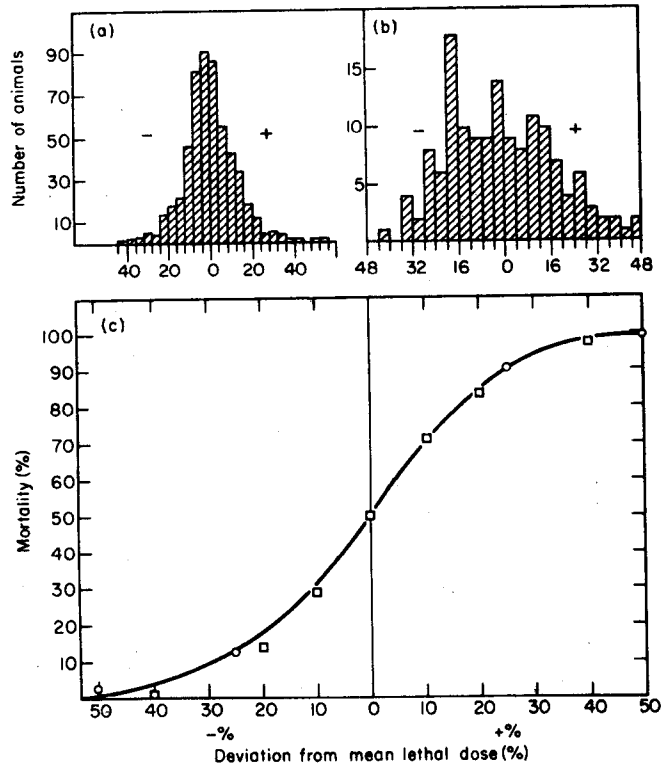 (a)
(b)
Number of animals
90
70
50
30
10
− +
40 20 0 20 40
15
10
5
− +
48 32 16 0 16 32 48
(c)
Mortality (%)
100
90
80
70
60
50
40
30
20
10
50 40 30 20 10 0 10 20 30 40 50
−% +%
Deviation from mean lethal dose (%)